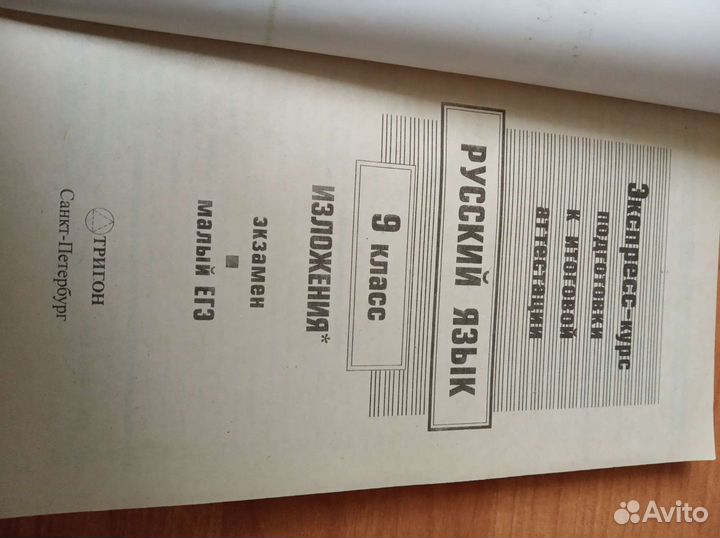 Экспресс-курс
подготовки
к итоговой
аттестации
РУССКИЙ ЯЗЫК
9 класс
ИЗЛОЖЕНИЯ*
экзамен
малый ЕГЭ
ТРИГОН
Санкт-Петербург
Avito